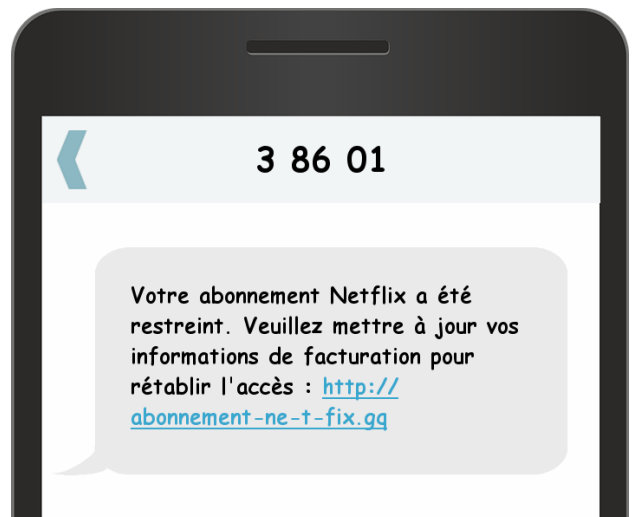 3 86 01
Votre abonnement Netflix a été
restreint. Veuillez mettre à jour vos
informations de facturation pour
rétablir l'accès : http://
abonnement-ne-t-fix.gq